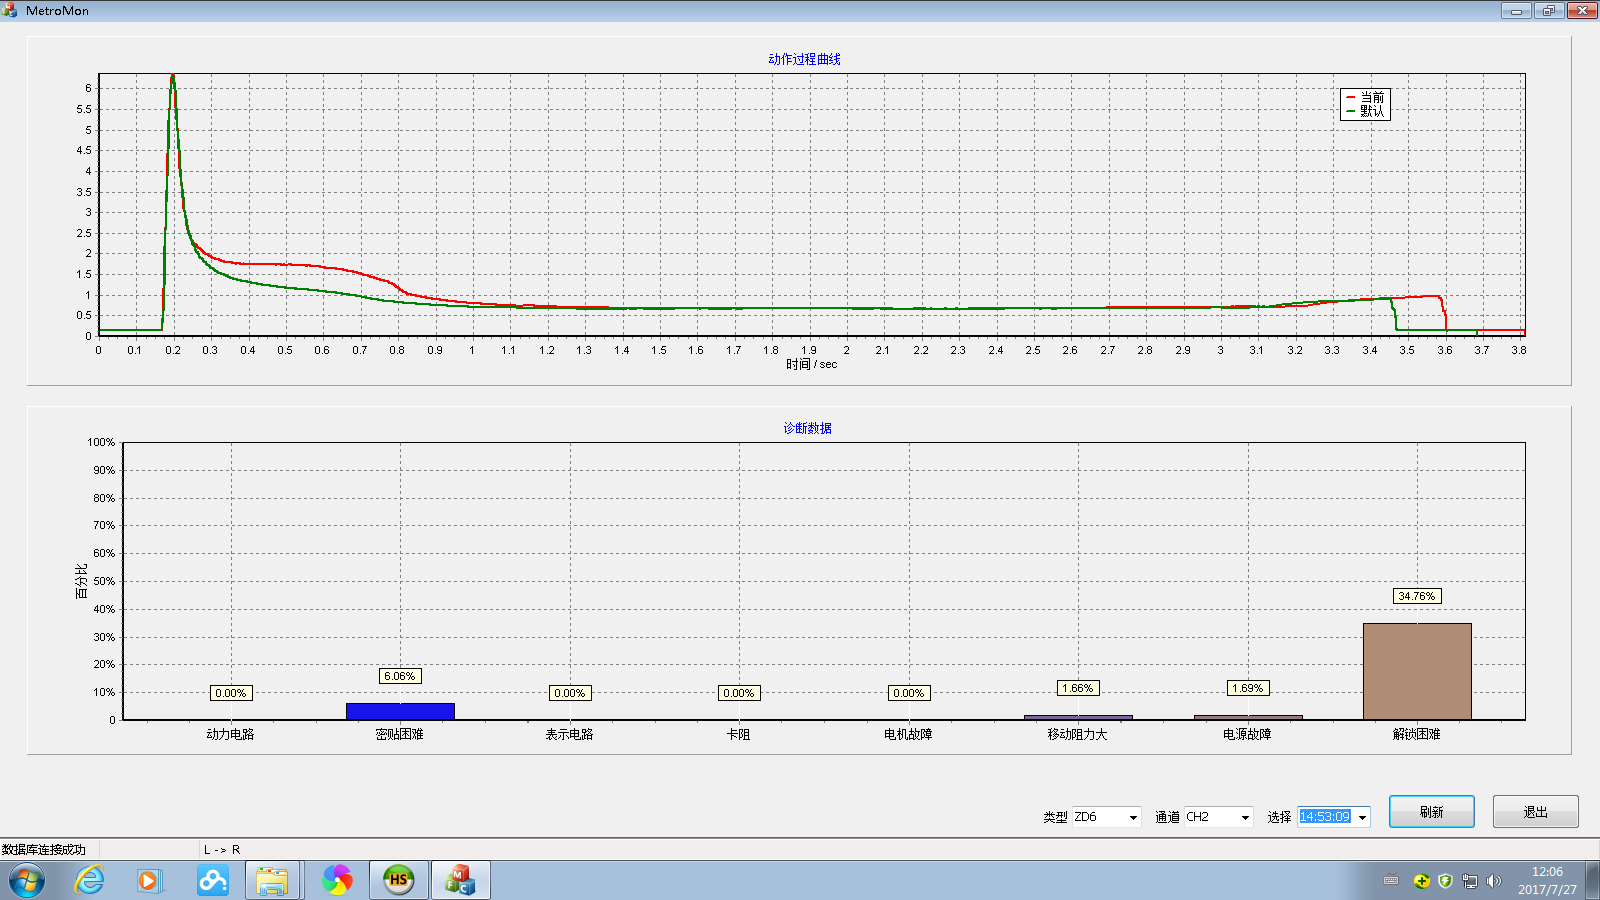 MetroMon
动作过程曲线
当前
默认
6
5.5
5
4.5
4
3.5
3
2.5
2
1.5
1
0.5
0
0 0.1 0.2 0.3 0.4 0.5 0.6 0.7 0.8 0.9 1 1.1 1.2 1.3 1.4 1.5 1.6 1.7 1.8 1.9 2 2.1 2.2 2.3 2.4 2.5 2.6 2.7 2.8 2.9 3 3.1 3.2 3.3 3.4 3.5 3.6 3.7 3.8
时间 / sec
诊断数据
百分比
100%
90%
80%
70%
60%
50%
40%
30%
20%
10%
0
0.00% 6.06% 0.00% 0.00% 0.00% 1.66% 1.69% 34.76%
动力电路 密贴困难 表示电路 卡阻 电机故障 移动阻力大 电源故障 解锁困难
类型 ZD6 通道 CH2 选择 14:53:09 刷新 退出
数据库连接成功 L -> R
HS
M F C
12:06
2017/7/27